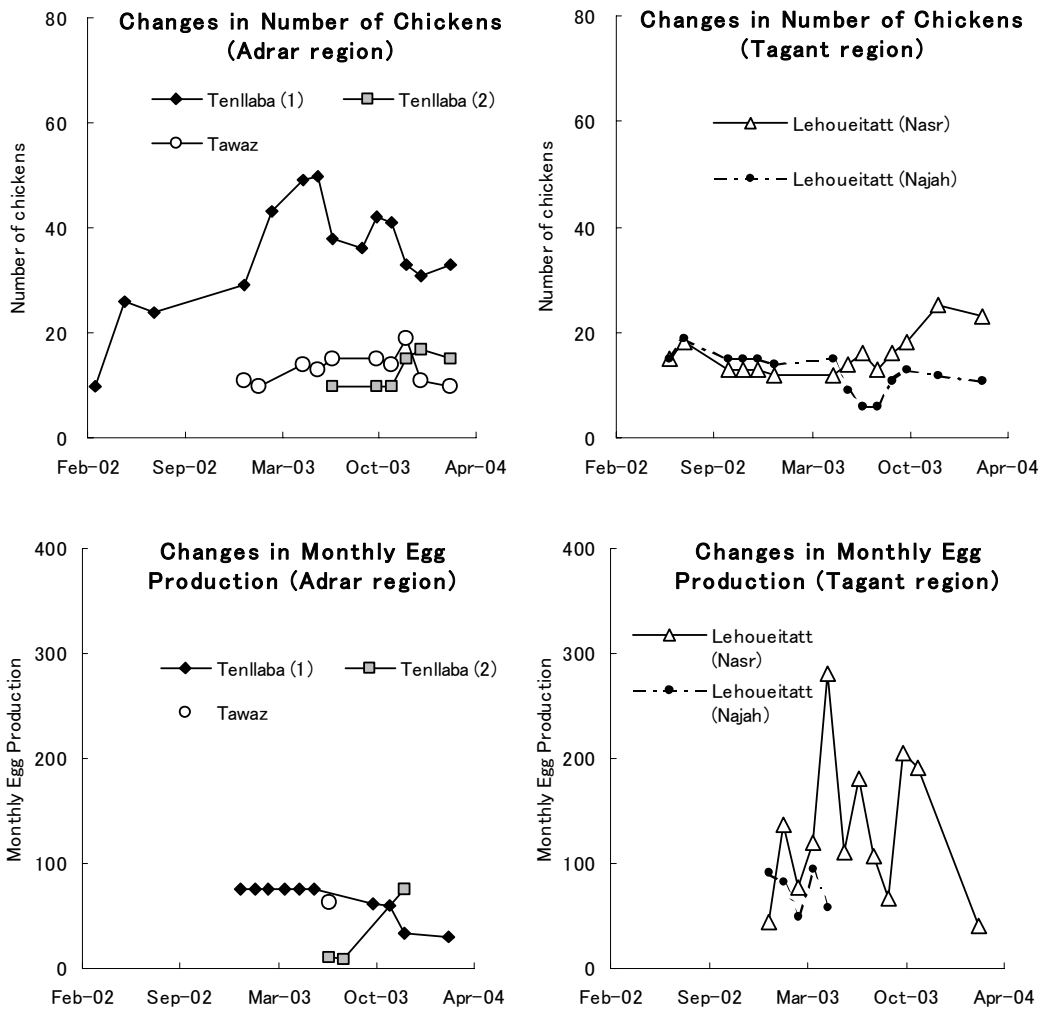 Changes in Number of Chickens
(Adrar region)
Tenllaba (1)
Tenllaba (2)
Tawaz
Number of chickens
80
60
40
20
0
Feb-02
Sep-02
Mar-03
Oct-03
Apr-04
Changes in Number of Chickens
(Tagant region)
Lehoueitatt (Nasr)
Lehoueitatt (Najah)
Number of chickens
80
60
40
20
0
Feb-02
Sep-02
Mar-03
Oct-03
Apr-04
Changes in Monthly Egg
Production (Adrar region)
Tenllaba (1)
Tenllaba (2)
Tawaz
Monthly Egg Production
400
300
200
100
0
Feb-02
Sep-02
Mar-03
Oct-03
Apr-04
Changes in Monthly Egg
Production (Tagant region)
Lehoueitatt
(Nasr)
Lehoueitatt
(Najah)
Monthly Egg Production
400
300
200
100
0
Feb-02
Sep-02
Mar-03
Oct-03
Apr-04